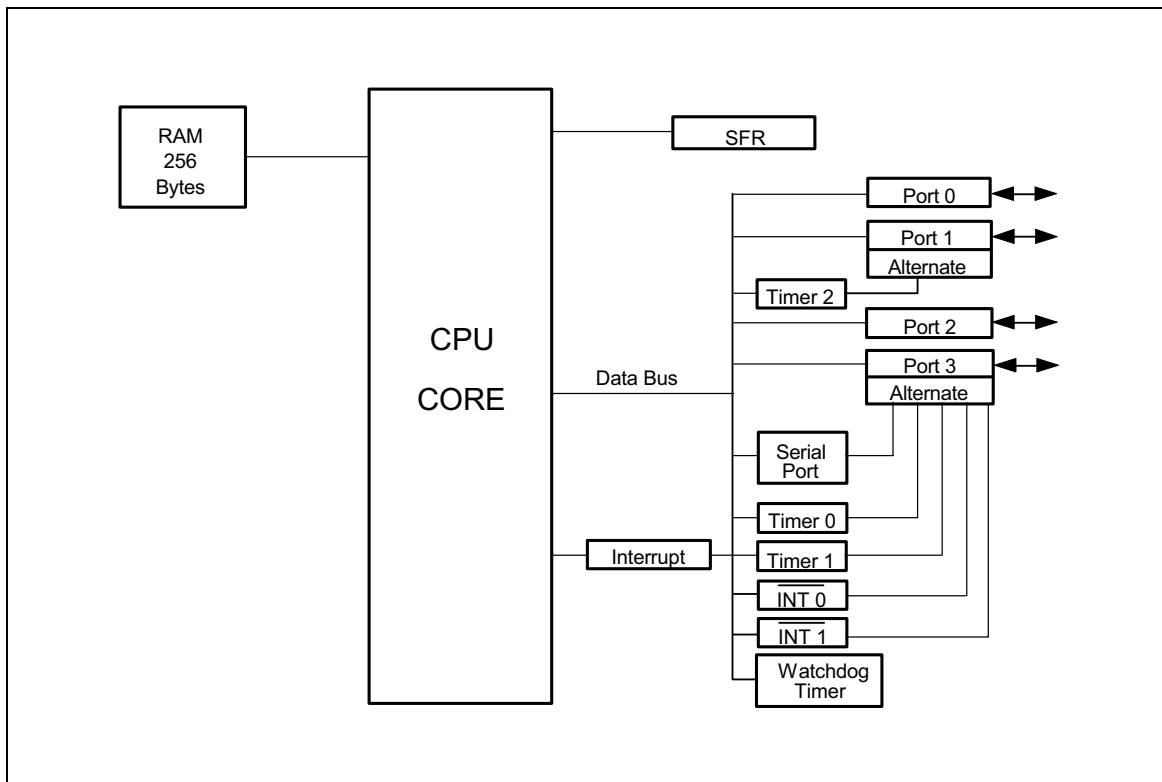 RAM
256
Bytes
CPU
CORE
SFR
Port 0
Port 1
Alternate
Timer 2
Port 2
Port 3
Alternate
Data Bus
Serial
Port
Timer 0
Interrupt
Timer 1
INT 0
INT 1
Watchdog
Timer